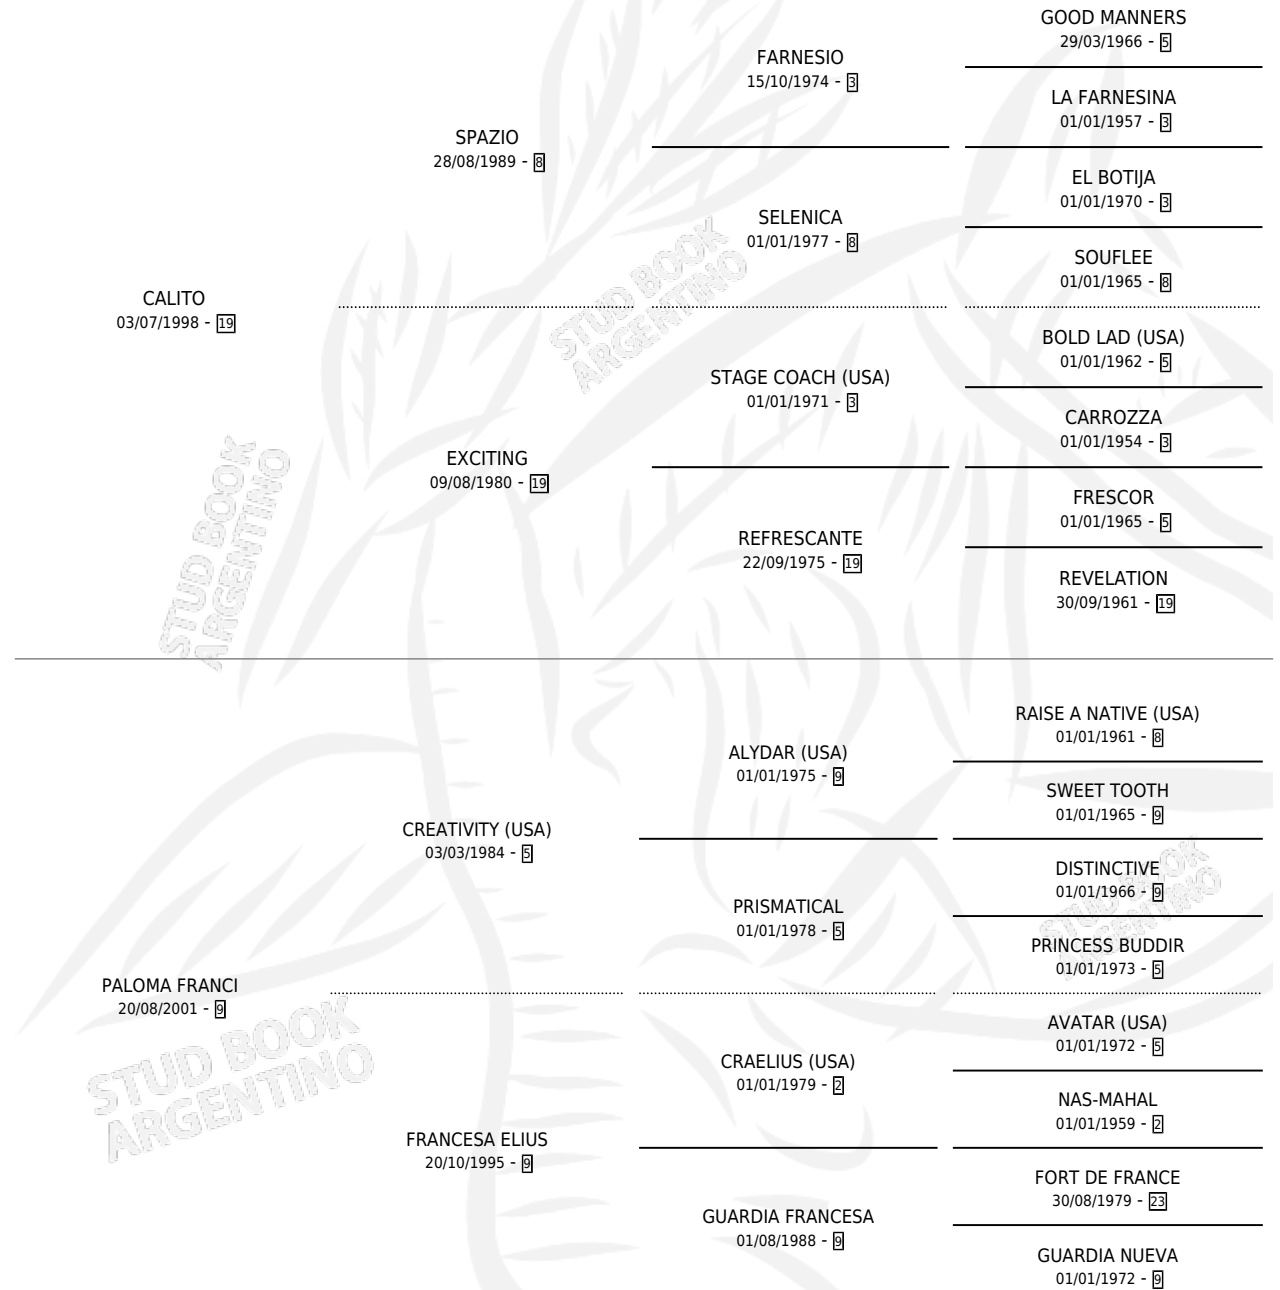 GOOD MANNERS
29/03/1966 - 5
FARNESIO
15/10/1974 - 3
LA FARNESINA
01/01/1957 - 3
SPAZIO
28/08/1989 - 8
EL BOTIJA
01/01/1970 - 3
SELENICA
01/01/1977 - 8
SOUFLEE
01/01/1965 - 8
CALITO
03/07/1998 - 19
BOLD LAD (USA)
01/01/1962 - 5
STAGE COACH (USA)
01/01/1971 - 3
CARROZZA
01/01/1954 - 3
EXCITING
09/08/1980 - 19
FRESCOR
01/01/1965 - 5
REFRESCANTE
22/09/1975 - 19
REVELATION
30/09/1961 - 19
RAISE A NATIVE (USA)
01/01/1961 - 8
ALYDAR (USA)
01/01/1975 - 9
SWEET TOOTH
01/01/1965 - 9
CREATIVITY (USA)
03/03/1984 - 5
DISTINCTIVE
01/01/1966 - 9
PRISMATICAL
01/01/1978 - 5
PRINCESS BUDDIR
01/01/1973 - 5
PALOMA FRANCI
20/08/2001 - 9
AVATAR (USA)
01/01/1972 - 5
CRAELIUS (USA)
01/01/1979 - 2
NAS-MAHAL
01/01/1959 - 2
FRANCESA ELIUS
20/10/1995 - 9
FORT DE FRANCE
30/08/1979 - 23
GUARDIA FRANCESA
01/08/1988 - 9
GUARDIA NUEVA
01/01/1972 - 9
STUD BOOK
ARGENTINO
STUD BOOK
ARGENTINO
STUD BOOK
ARGENTINO
STUD BOOK
ARGENTINO